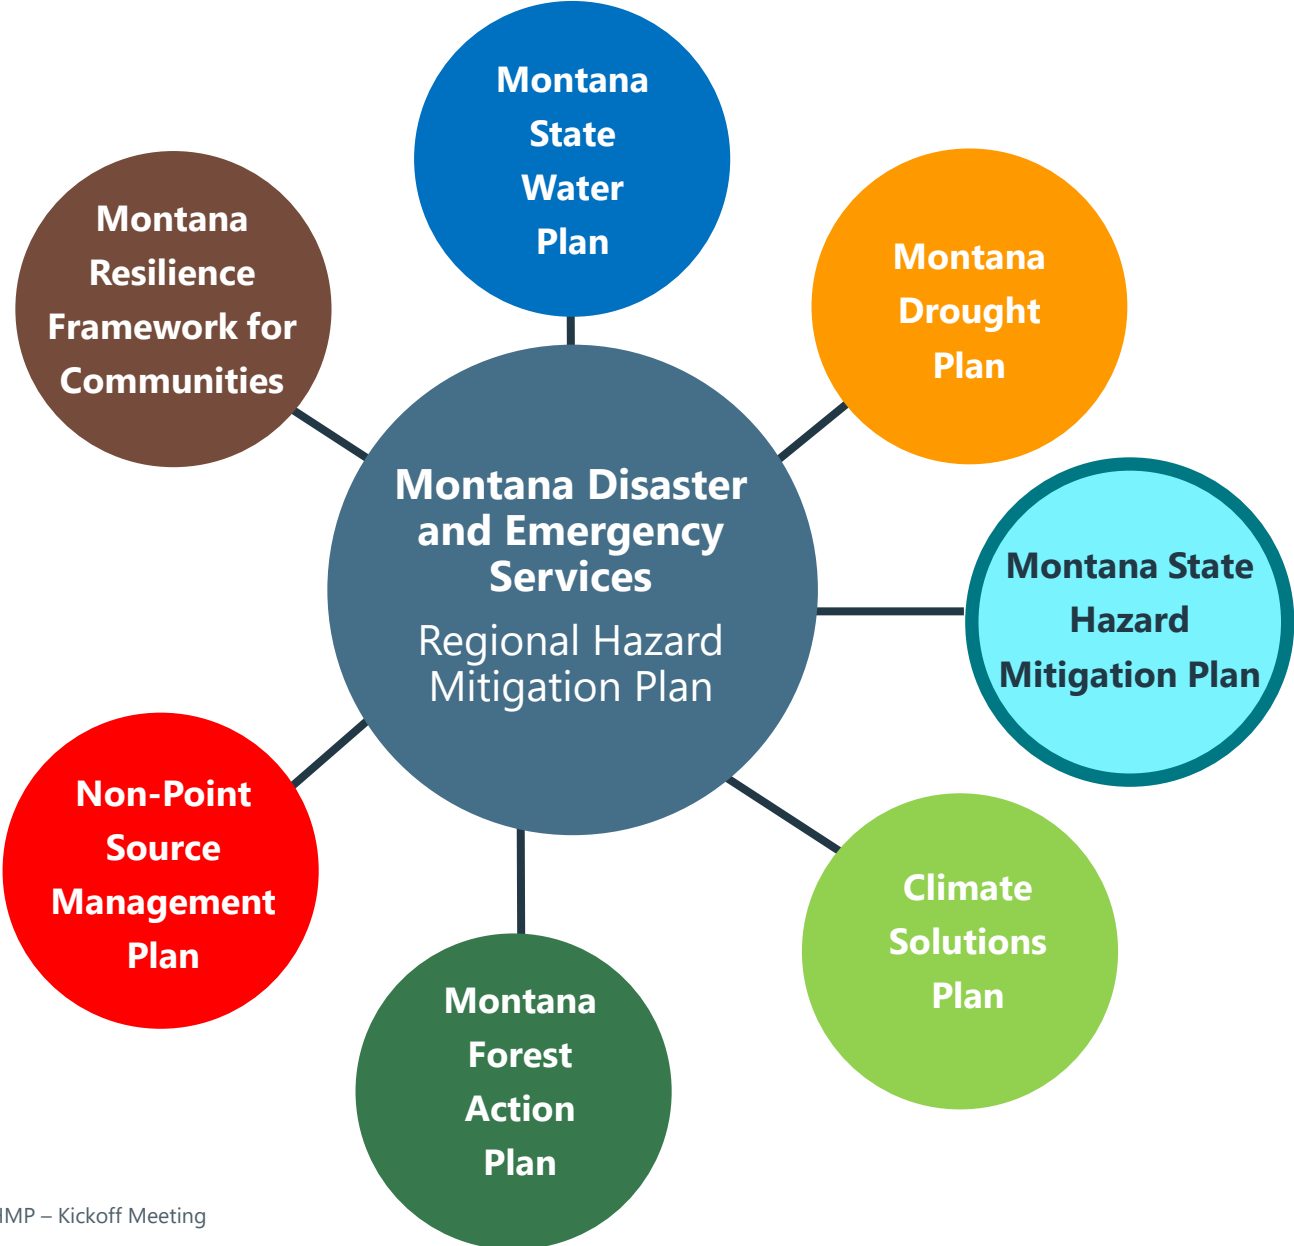 Montana
State
Water
Plan
Montana
Resilience
Framework for
Communities
Montana
Drought
Plan
Montana Disaster
and Emergency
Services
Regional Hazard
Mitigation Plan
Montana State
Hazard
Mitigation Plan
Non-Point
Source
Management
Plan
Climate
Solutions
Plan
Montana
Forest
Action
Plan
– Kickoff Meeting